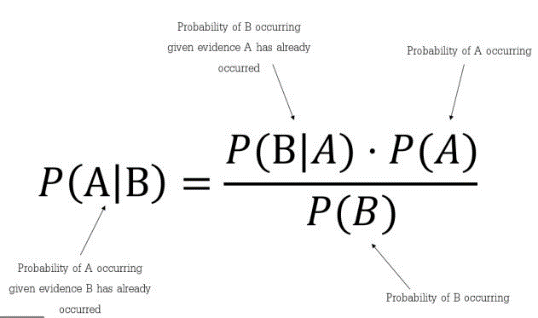 Probability of B occurring
given evidence A has already
occurred
Probability of A occurring
P(A|B) = P(B|A) · P(A) / P(B)
Probability of A occurring
given evidence B has already
occurred
Probability of B occurring